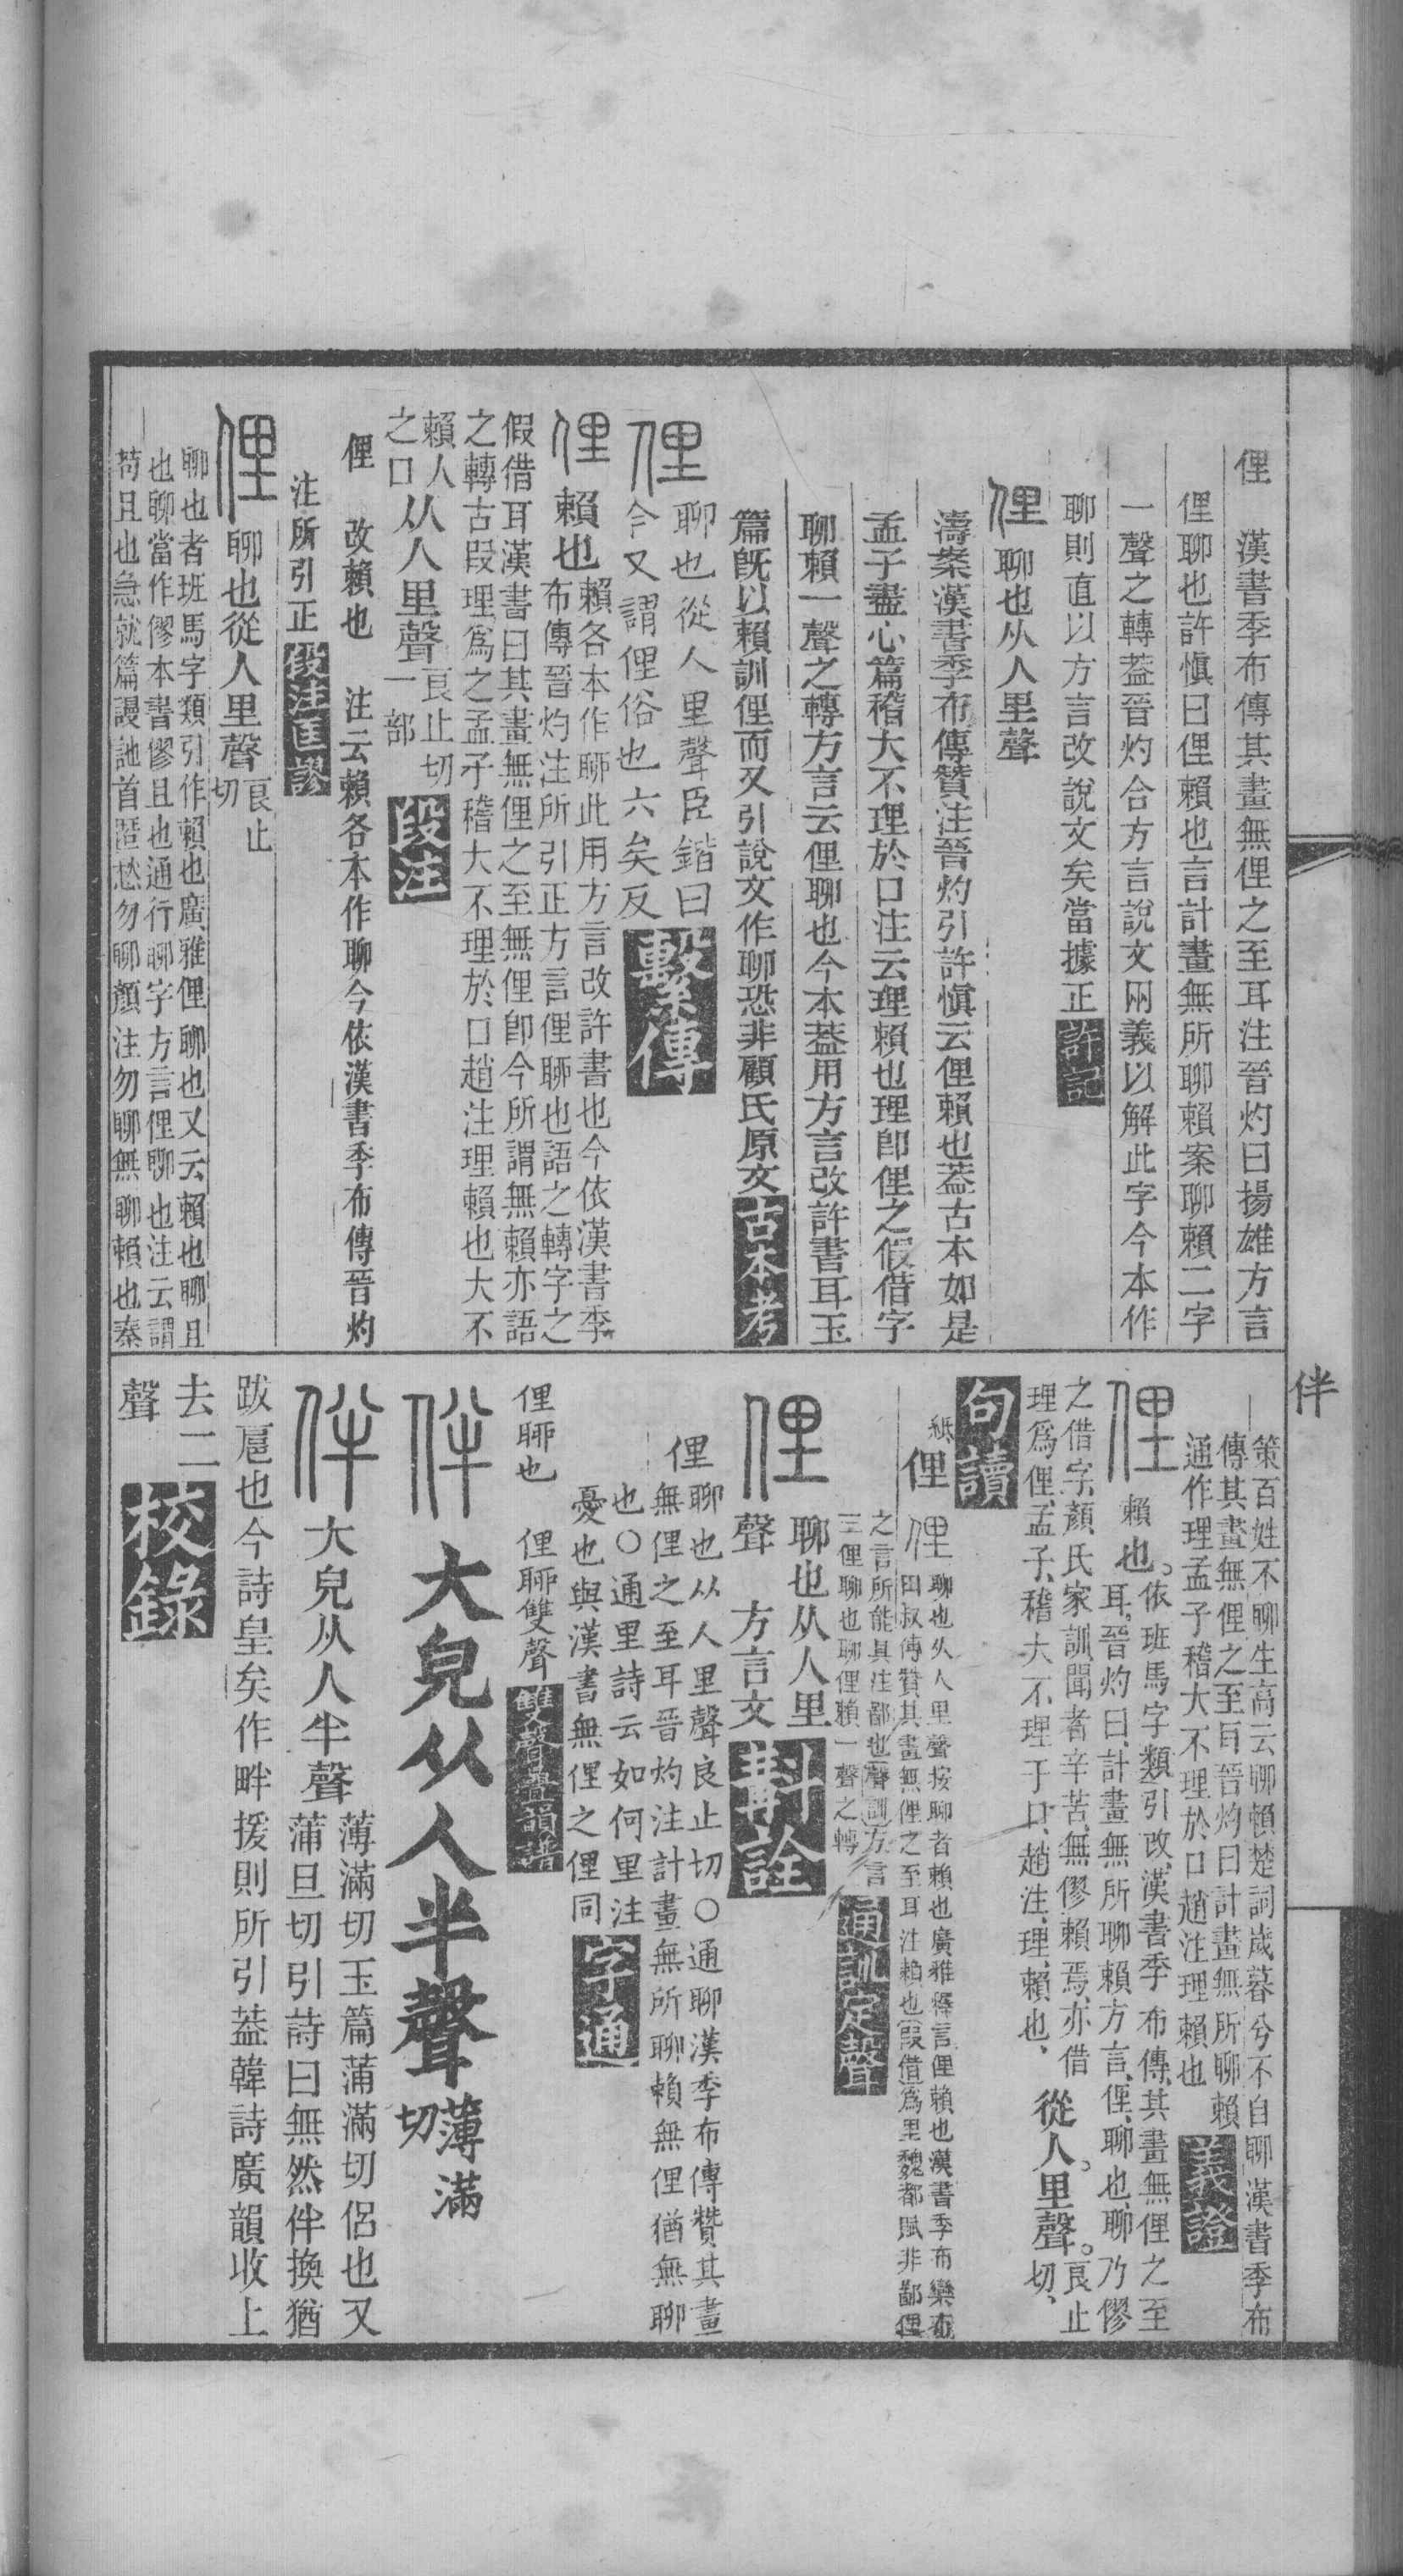 俚　漢書季布傳其畫無俚之至耳注晉灼曰揚雄方言
俚聊也許愼曰俚賴也言計畫無所聊賴案聊賴二字
一聲之轉葢晉灼合方言說文兩義以解此字今本作
聊則直以方言改說文矣當據正許記
俚聊也从人里聲
濤案漢書季布傳贊注晉灼引許愼云俚賴也葢古本如是
孟子盡心篇稽大不理於口注云理賴也理卽俚之假借字
聊賴一聲之轉方言云俚聊也今本葢用方言改許書耳玉
篇旣以賴訓俚而又引說文作聊恐非顧氏原文古本考
俚聊也從人里聲臣鍇曰
今又謂俚俗也六矣反繫傳
俚賴也賴各本作聊此用方言改許書也今依漢書季
布傳晉灼注所引正方言俚聊也語之轉字之
假借耳漢書曰其畫無俚之至無俚卽今所謂無賴亦語
之轉古叚理爲之孟子稽大不理於口趙注理賴也大不
賴人
之口从人里聲良止切
一部段注
俚　改賴也　注云賴各本作聊今依漢書季布傳晉灼
注所引正段注匡謬
俚聊也從人里聲良止
切
聊也者班馬字類引作賴也廣雅俚聊也又云賴也聊且
也聊當作僇本書僇且也通行聊字方言俚聊也注云謂
苟且也急就篇謾訑首匿愁勿聊顏注勿聊無聊賴也秦
策百姓不聊生高云聊賴楚詞歲暮兮不自聊漢書季布
傳其畫無俚之至耳晉灼曰計畫無所聊賴
通作理孟子稽大不理於口趙注理賴也義證
俚賴也。依班馬字類引改、漢書季布傳、其畫無俚之至
耳、晉灼曰、計畫無所聊賴、方言、俚、聊也、聊乃僇
之借字、顏氏家訓聞者辛苦、無僇賴焉、亦借
理爲俚、孟子、稽大不理于口、趙注、理、賴也、從人。里聲。良止
切、
句讀
紙
俚　俚聊也从人里聲按聊者賴也廣雅釋言俚賴也漢書季布欒布
田叔傳贊其畫無俚之至耳注賴也叚借爲里魏都賦非鄙俚
之言所能具注鄙也聲訓方言
三俚聊也聊俚賴一聲之轉通訓定聲
俚聊也从人里
聲　方言文斠詮
俚聊也从人里聲良止切〇通聊漢季布傳贊其畫
無俚之至耳晉灼注計畫無所聊賴無俚猶無聊
也〇通里詩云如何里注
憂也與漢書無俚之俚同字通
俚聊也　俚聊雙聲雙聲疊韻譜
伴大皃从人半聲薄滿
切
伴大皃从人半聲薄滿切玉篇蒲滿切侶也又
蒲旦切引詩曰無然伴換猶
跋扈也今詩皇矣作畔援則所引葢韓詩廣韻收上
去二
聲校錄
伴